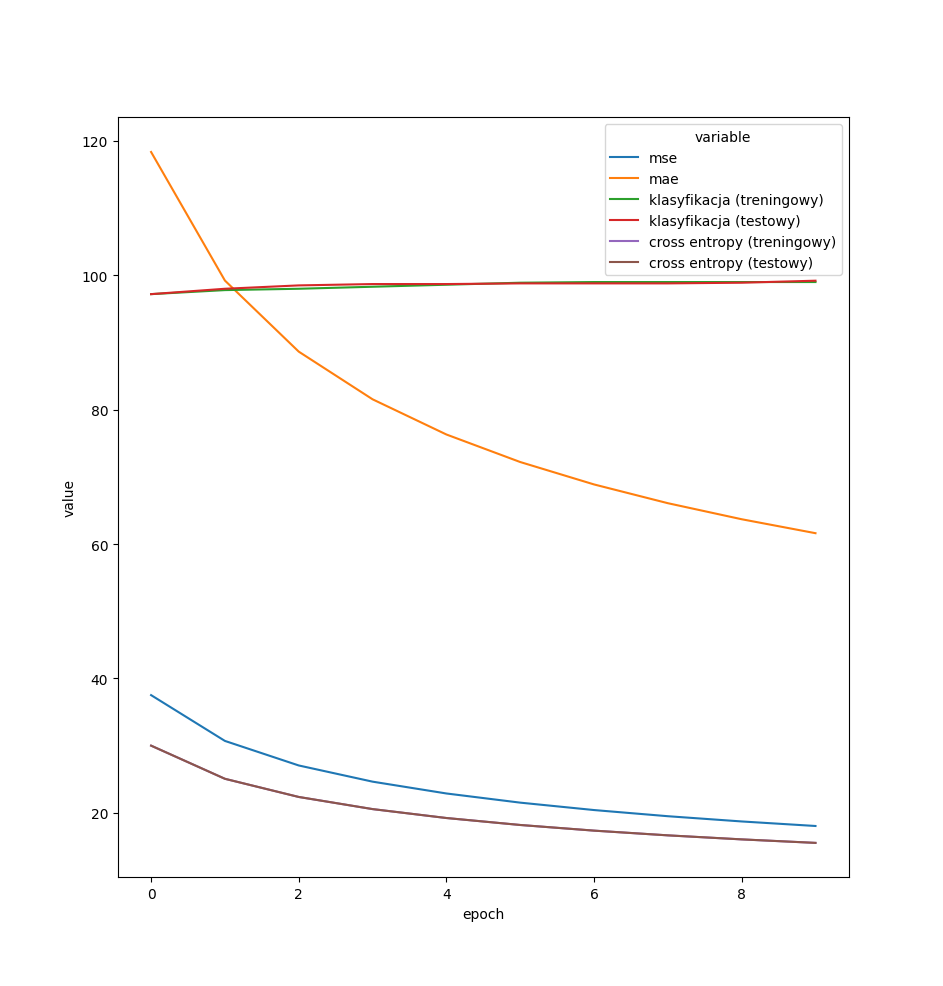 variable
mse
mae
klasyfikacja (treningowy)
klasyfikacja (testowy)
cross entropy (treningowy)
cross entropy (testowy)
120
100
80
60
40
20
value
0 2 4 6 8
epoch